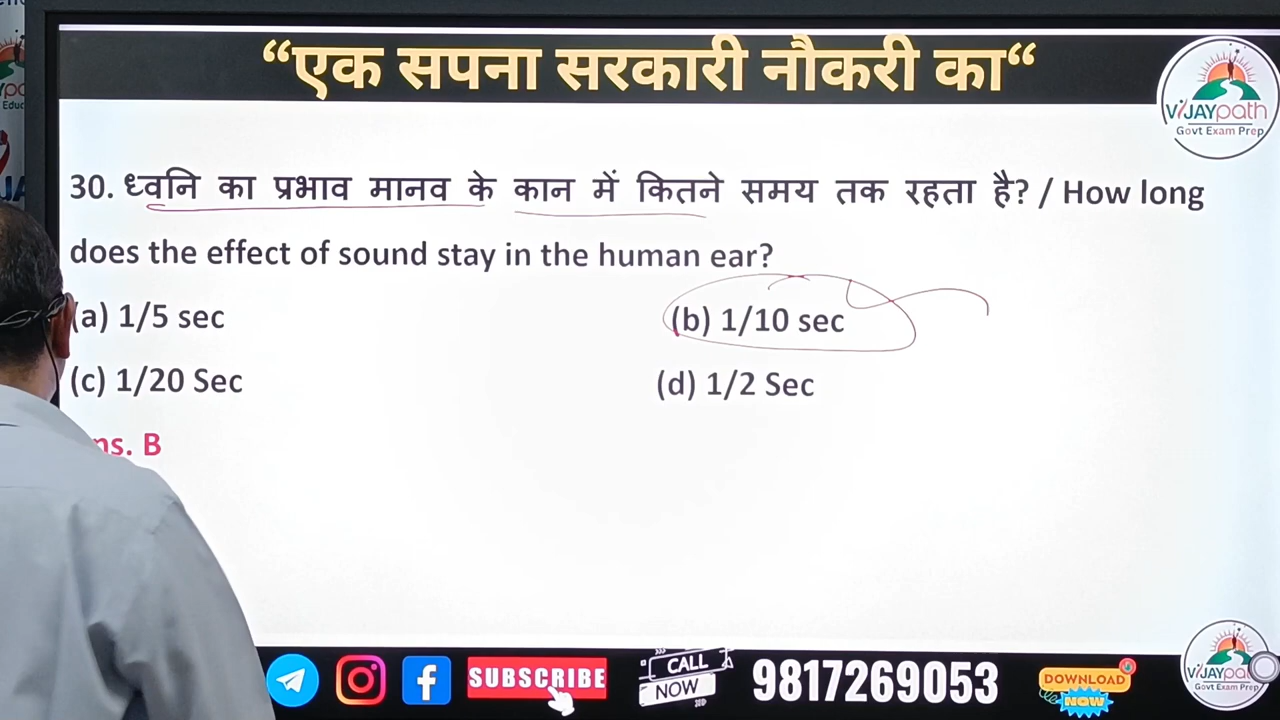 “एक सपना सरकारी नौकरी का“
VIJAYpath
Govt Exam Prep
30. ध्वनि का प्रभाव मानव के कान में कितने समय तक रहता है? / How long
does the effect of sound stay in the human ear?
(a) 1/5 sec
(b) 1/10 sec
(c) 1/20 Sec
(d) 1/2 Sec
ns. B
SUBSCRIBE
CALL
NOW
9817269053
DOWNLOAD
NOW
VIJAYpath
Govt Exam Prep